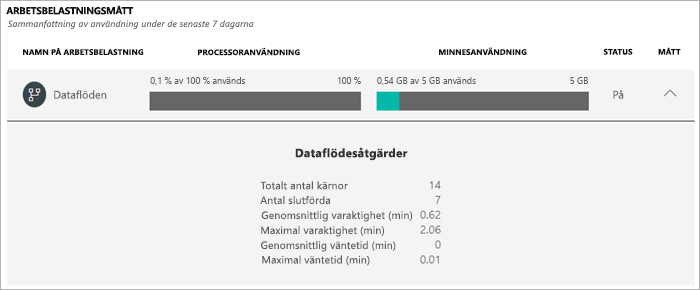 ARBETSBELASTNINGSMÅTT
Sammanfattning av användning under de senaste 7 dagarna
NAMN PÅ ARBETSBELASTNING PROCESSORANVÄNDNING MINNESANVÄNDNING STATUS MÅTT
0,1 % av 100 % används 100 % 0,54 GB av 5 GB används 5 GB
Dataflöden På
Dataflödesåtgärder
Totalt antal kärnor 14
Antal slutförda 7
Genomsnittlig varaktighet (min) 0.62
Maximal varaktighet (min) 2.06
Genomsnittlig väntetid (min) 0
Maximal väntetid (min) 0.01